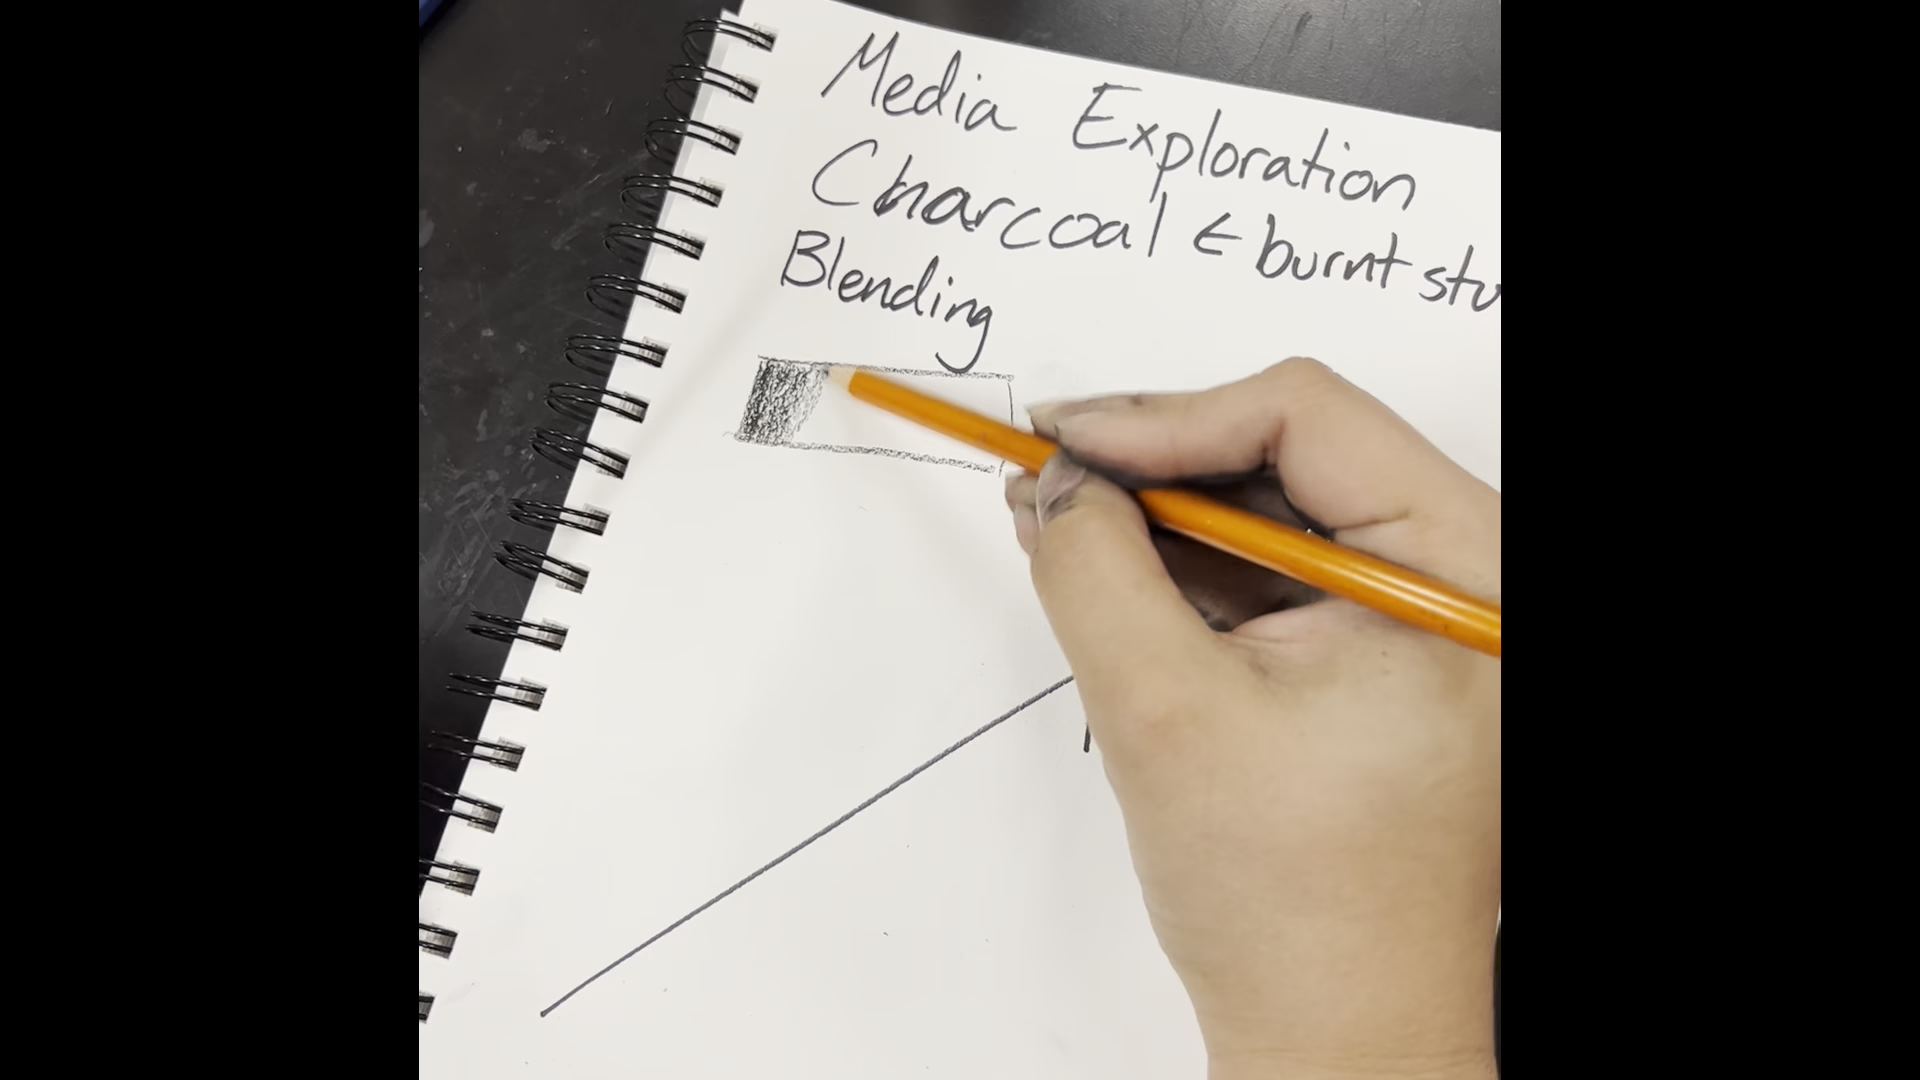 Media Exploration
Charcoal ← burnt
Blending